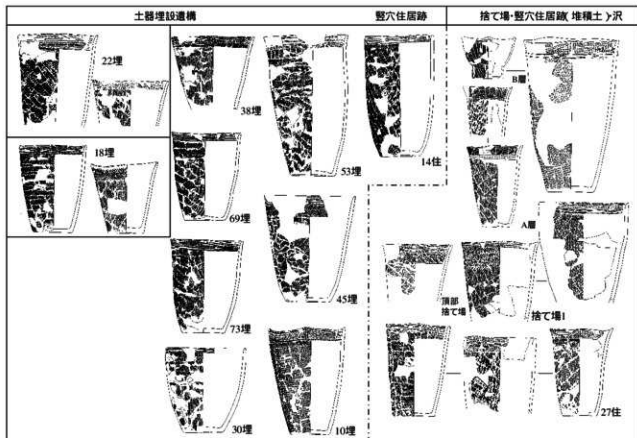 土器埋設遺構
竪穴住居跡
捨て場・竪穴住居跡(堆積土)沢
22埋
38埋
53埋
14住
B層
18埋
69埋
45埋
A層
73埋
頂部
捨て場
捨て場1
30埋
10埋
27住